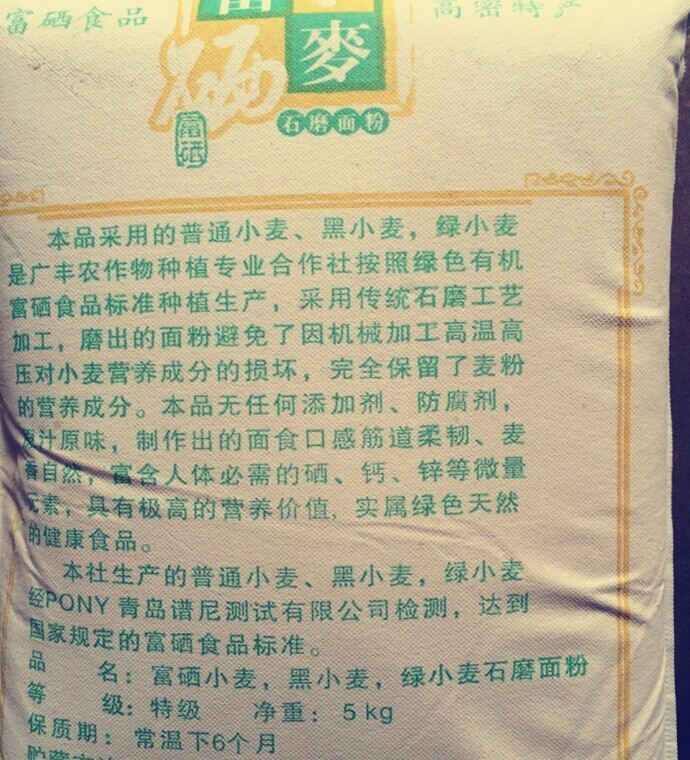 富硒食品
高密特产
富
小
硒
麥
石磨面粉
富硒
本品采用的普通小麦、黑小麦，绿小麦
是广丰农作物种植专业合作社按照绿色有机
富硒食品标准种植生产，采用传统石磨工艺
加工，磨出的面粉避免了因机械加工高温高
压对小麦营养成分的损坏，完全保留了麦粉
的营养成分。本品无任何添加剂、防腐剂，
原汁原味，制作出的面食口感筋道柔韧、麦
香自然，富含人体必需的硒、钙、锌等微量
元素，具有极高的营养价值, 实属绿色天然
的健康食品。
本社生产的普通小麦、黑小麦，绿小麦
经PONY 青岛谱尼测试有限公司检测，达到
国家规定的富硒食品标准。
品 名：富硒小麦，黑小麦，绿小麦石磨面粉
等 级：特级 净重：5kg
保质期：常温下6个月
贮藏